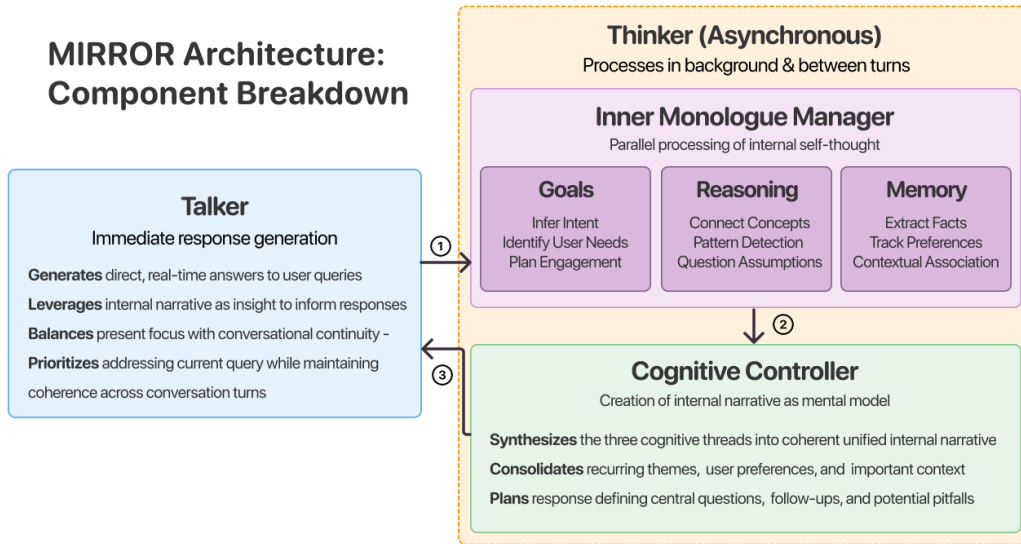 MIRROR Architecture:
Component Breakdown
Thinker (Asynchronous)
Processes in background & between turns
Inner Monologue Manager
Parallel processing of internal self-thought
Goals
Infer Intent
Identify User Needs
Plan Engagement
Reasoning
Connect Concepts
Pattern Detection
Question Assumptions
Memory
Extract Facts
Track Preferences
Contextual Association
Talker
Immediate response generation
Generates direct, real-time answers to user queries
Leverages internal narrative as insight to inform responses
Balances present focus with conversational continuity -
Prioritizes addressing current query while maintaining
coherence across conversation turns
1
2
3
Cognitive Controller
Creation of internal narrative as mental model
Synthesizes the three cognitive threads into coherent unified internal narrative
Consolidates recurring themes, user preferences, and important context
Plans response defining central questions, follow-ups, and potential pitfalls